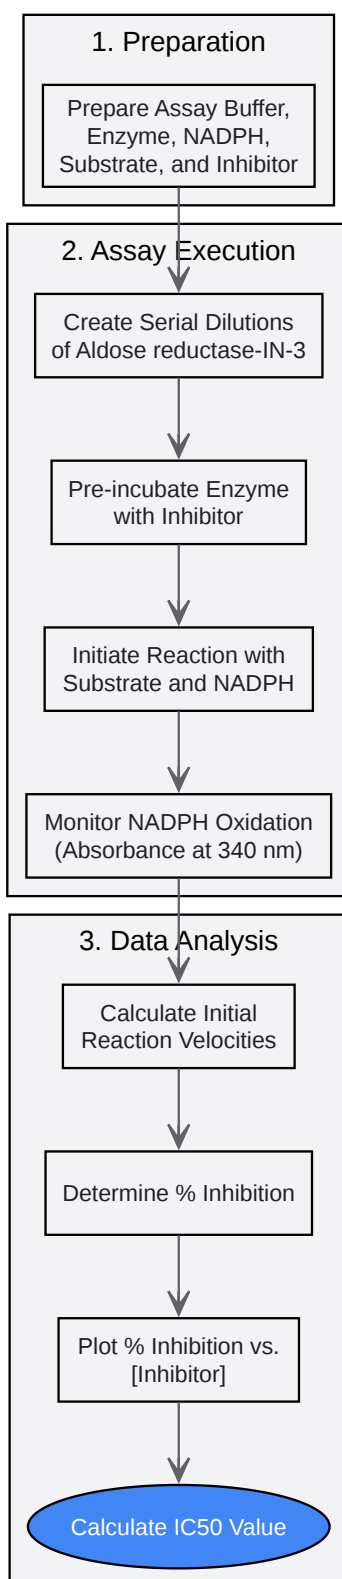 1. Preparation
Prepare Assay Buffer,
Enzyme, NADPH,
Substrate, and Inhibitor
2. Assay Execution
Create Serial Dilutions
of Aldose reductase-IN-3
Pre-incubate Enzyme
with Inhibitor
Initiate Reaction with
Substrate and NADPH
Monitor NADPH Oxidation
(Absorbance at 340 nm)
3. Data Analysis
Calculate Initial
Reaction Velocities
Determine % Inhibition
Plot % Inhibition vs.
[Inhibitor]
Calculate IC50 Value